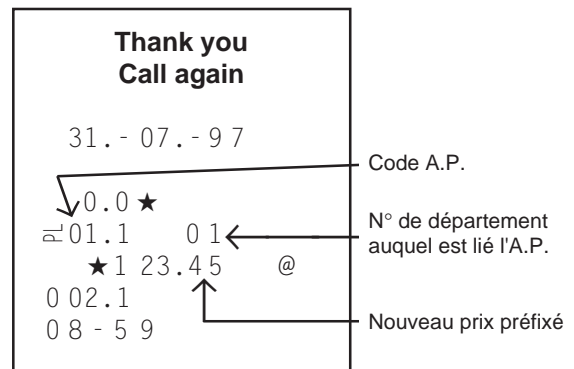 Thank you
Call again
31.-07.-97
0.0★
PL01.1 01
★123.45 @
002.1
08-59
Code A.P.
N° de département
auquel est lié l'A.P.
Nouveau prix préfixé